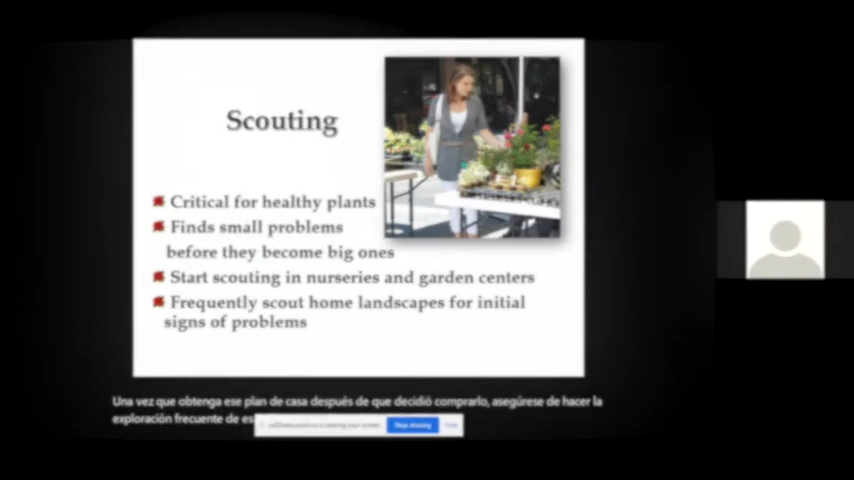 Scouting
Critical for healthy plants
Finds small problems
before they become big ones
Start scouting in nurseries and garden centers
Frequently scout home landscapes for initial
signs of problems
Una vez que obtenga ese plan de casa después de que decidió comprarlo, asegúrese de hacer la
exploración frecuente de es
Stop sharing